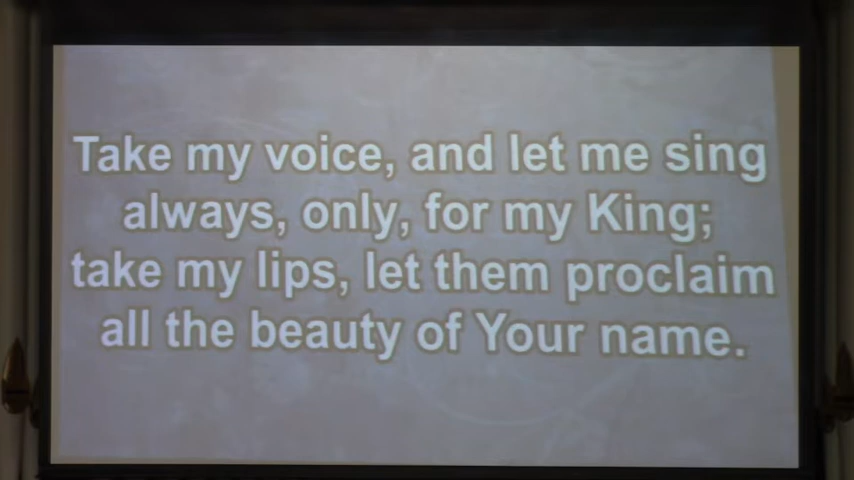 Take my voice, and let me sing
always, only, for my King;
take my lips, let them proclaim
all the beauty of Your name.